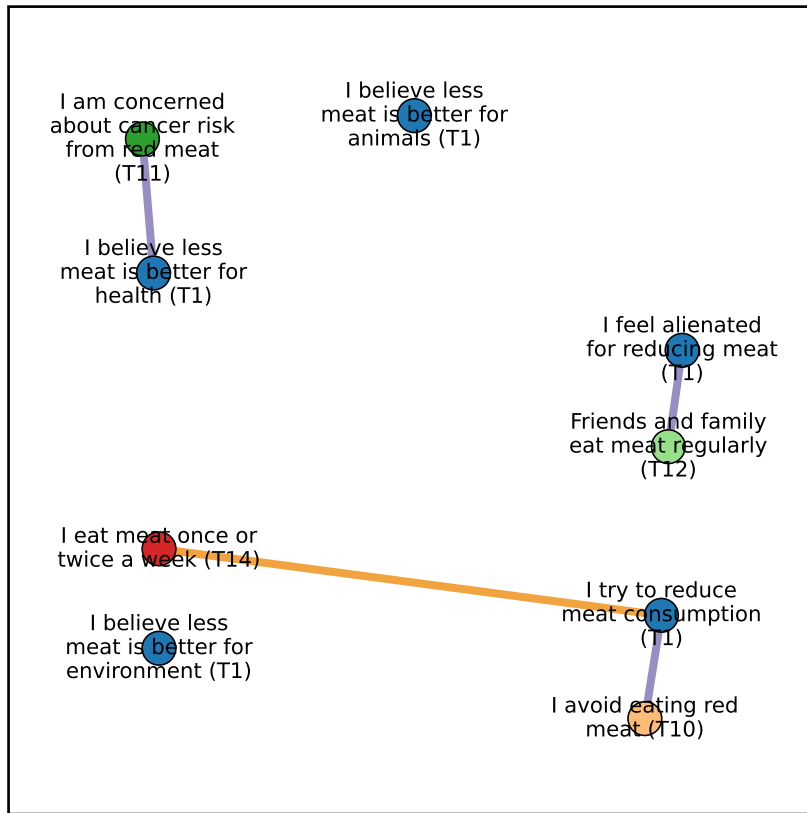 I am concerned
about cancer risk
from red meat
(T11)
I believe less
meat is better for
animals (T1)
I believe less
meat is better for
health (T1)
I feel alienated
for reducing meat
(T1)
Friends and family
eat meat regularly
(T12)
I eat meat once or
twice a week (T14)
I try to reduce
meat consumption
(T1)
I believe less
meat is better for
environment (T1)
I avoid eating red
meat (T10)